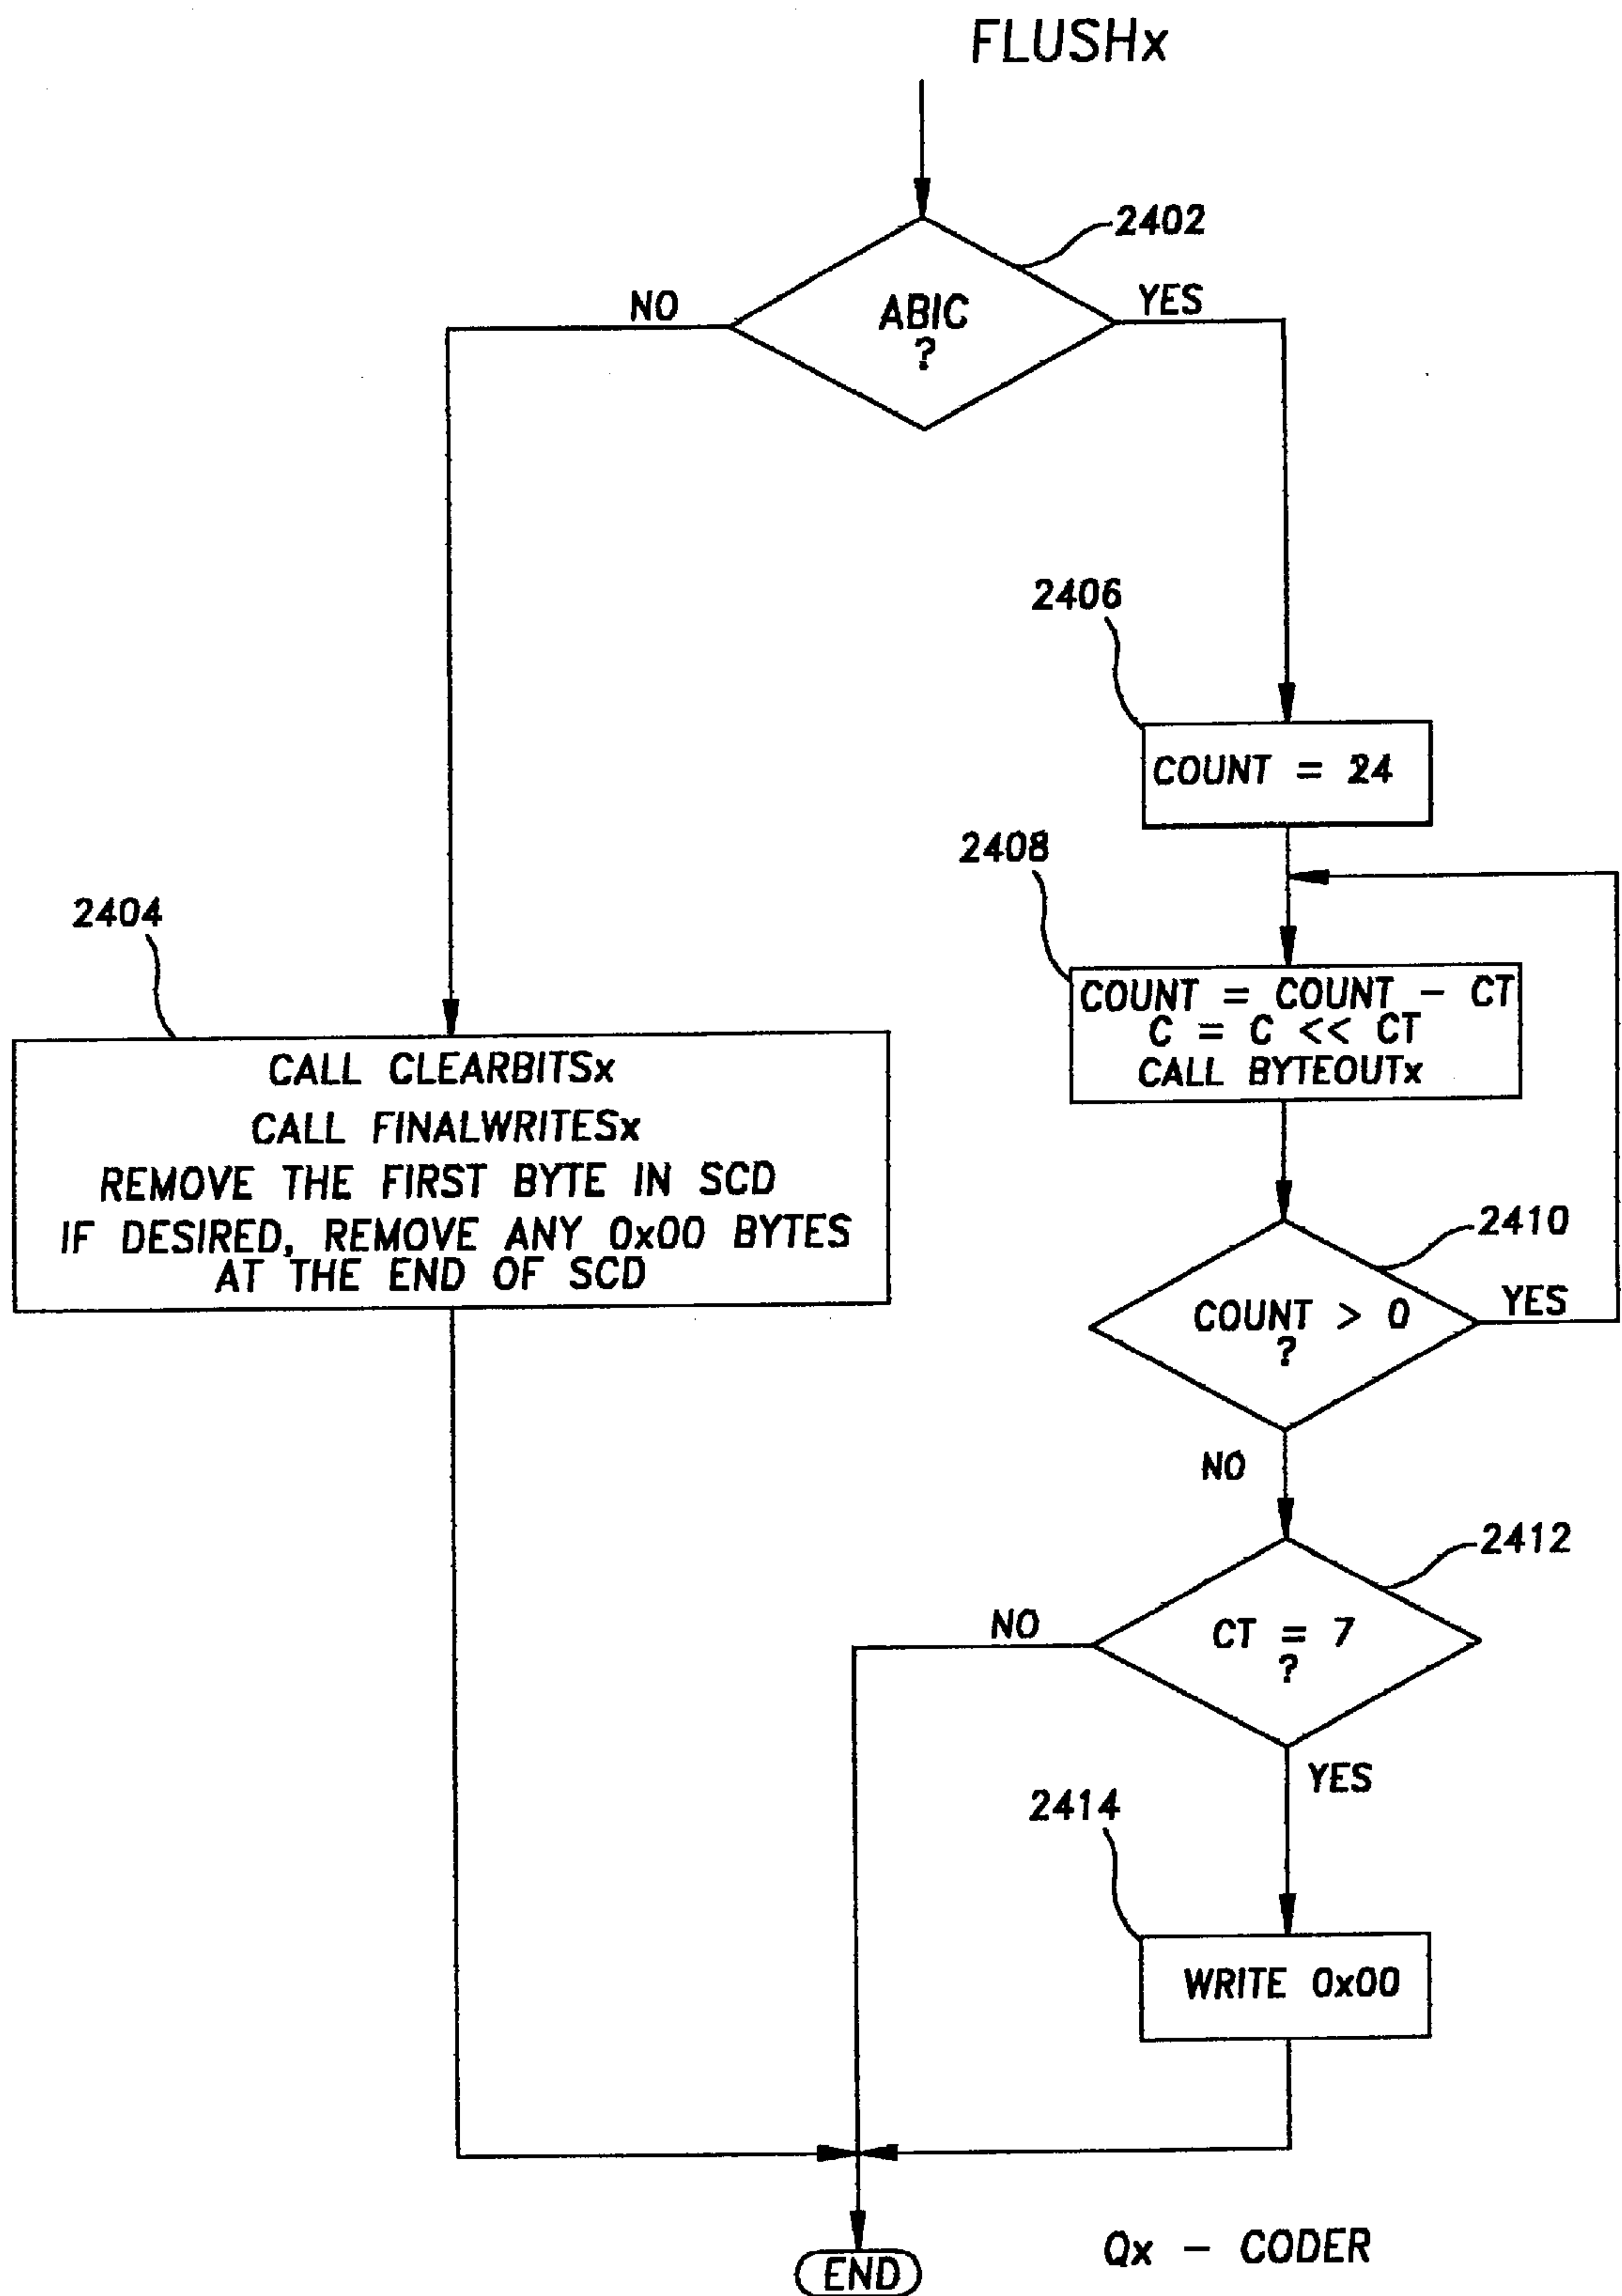 FLUSHx
2402
NO
ABIC
?
YES
2406
COUNT = 24
2408
2404
COUNT = COUNT - CT
C = C << CT
CALL BYTEOUTx
CALL CLEARBITSx
CALL FINALWRITESx
REMOVE THE FIRST BYTE IN SCD
IF DESIRED, REMOVE ANY 0x00 BYTES
AT THE END OF SCD
2410
COUNT > 0
?
YES
NO
2412
NO
CT = 7
?
YES
2414
WRITE 0x00
END
Qx - CODER